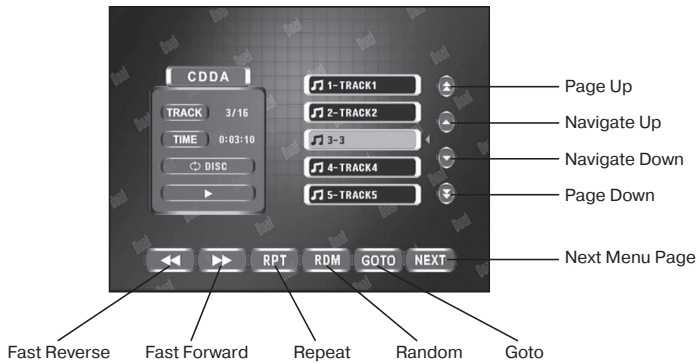 CDDA
TRACK 3/16
TIME 0:03:10
DISC
1-TRACK1
2-TRACK2
3-3
4-TRACK4
5-TRACK5
Page Up
Navigate Up
Navigate Down
Page Down
RPT RDM GOTO NEXT
Next Menu Page
Fast Reverse Fast Forward Repeat Random Goto
Dual